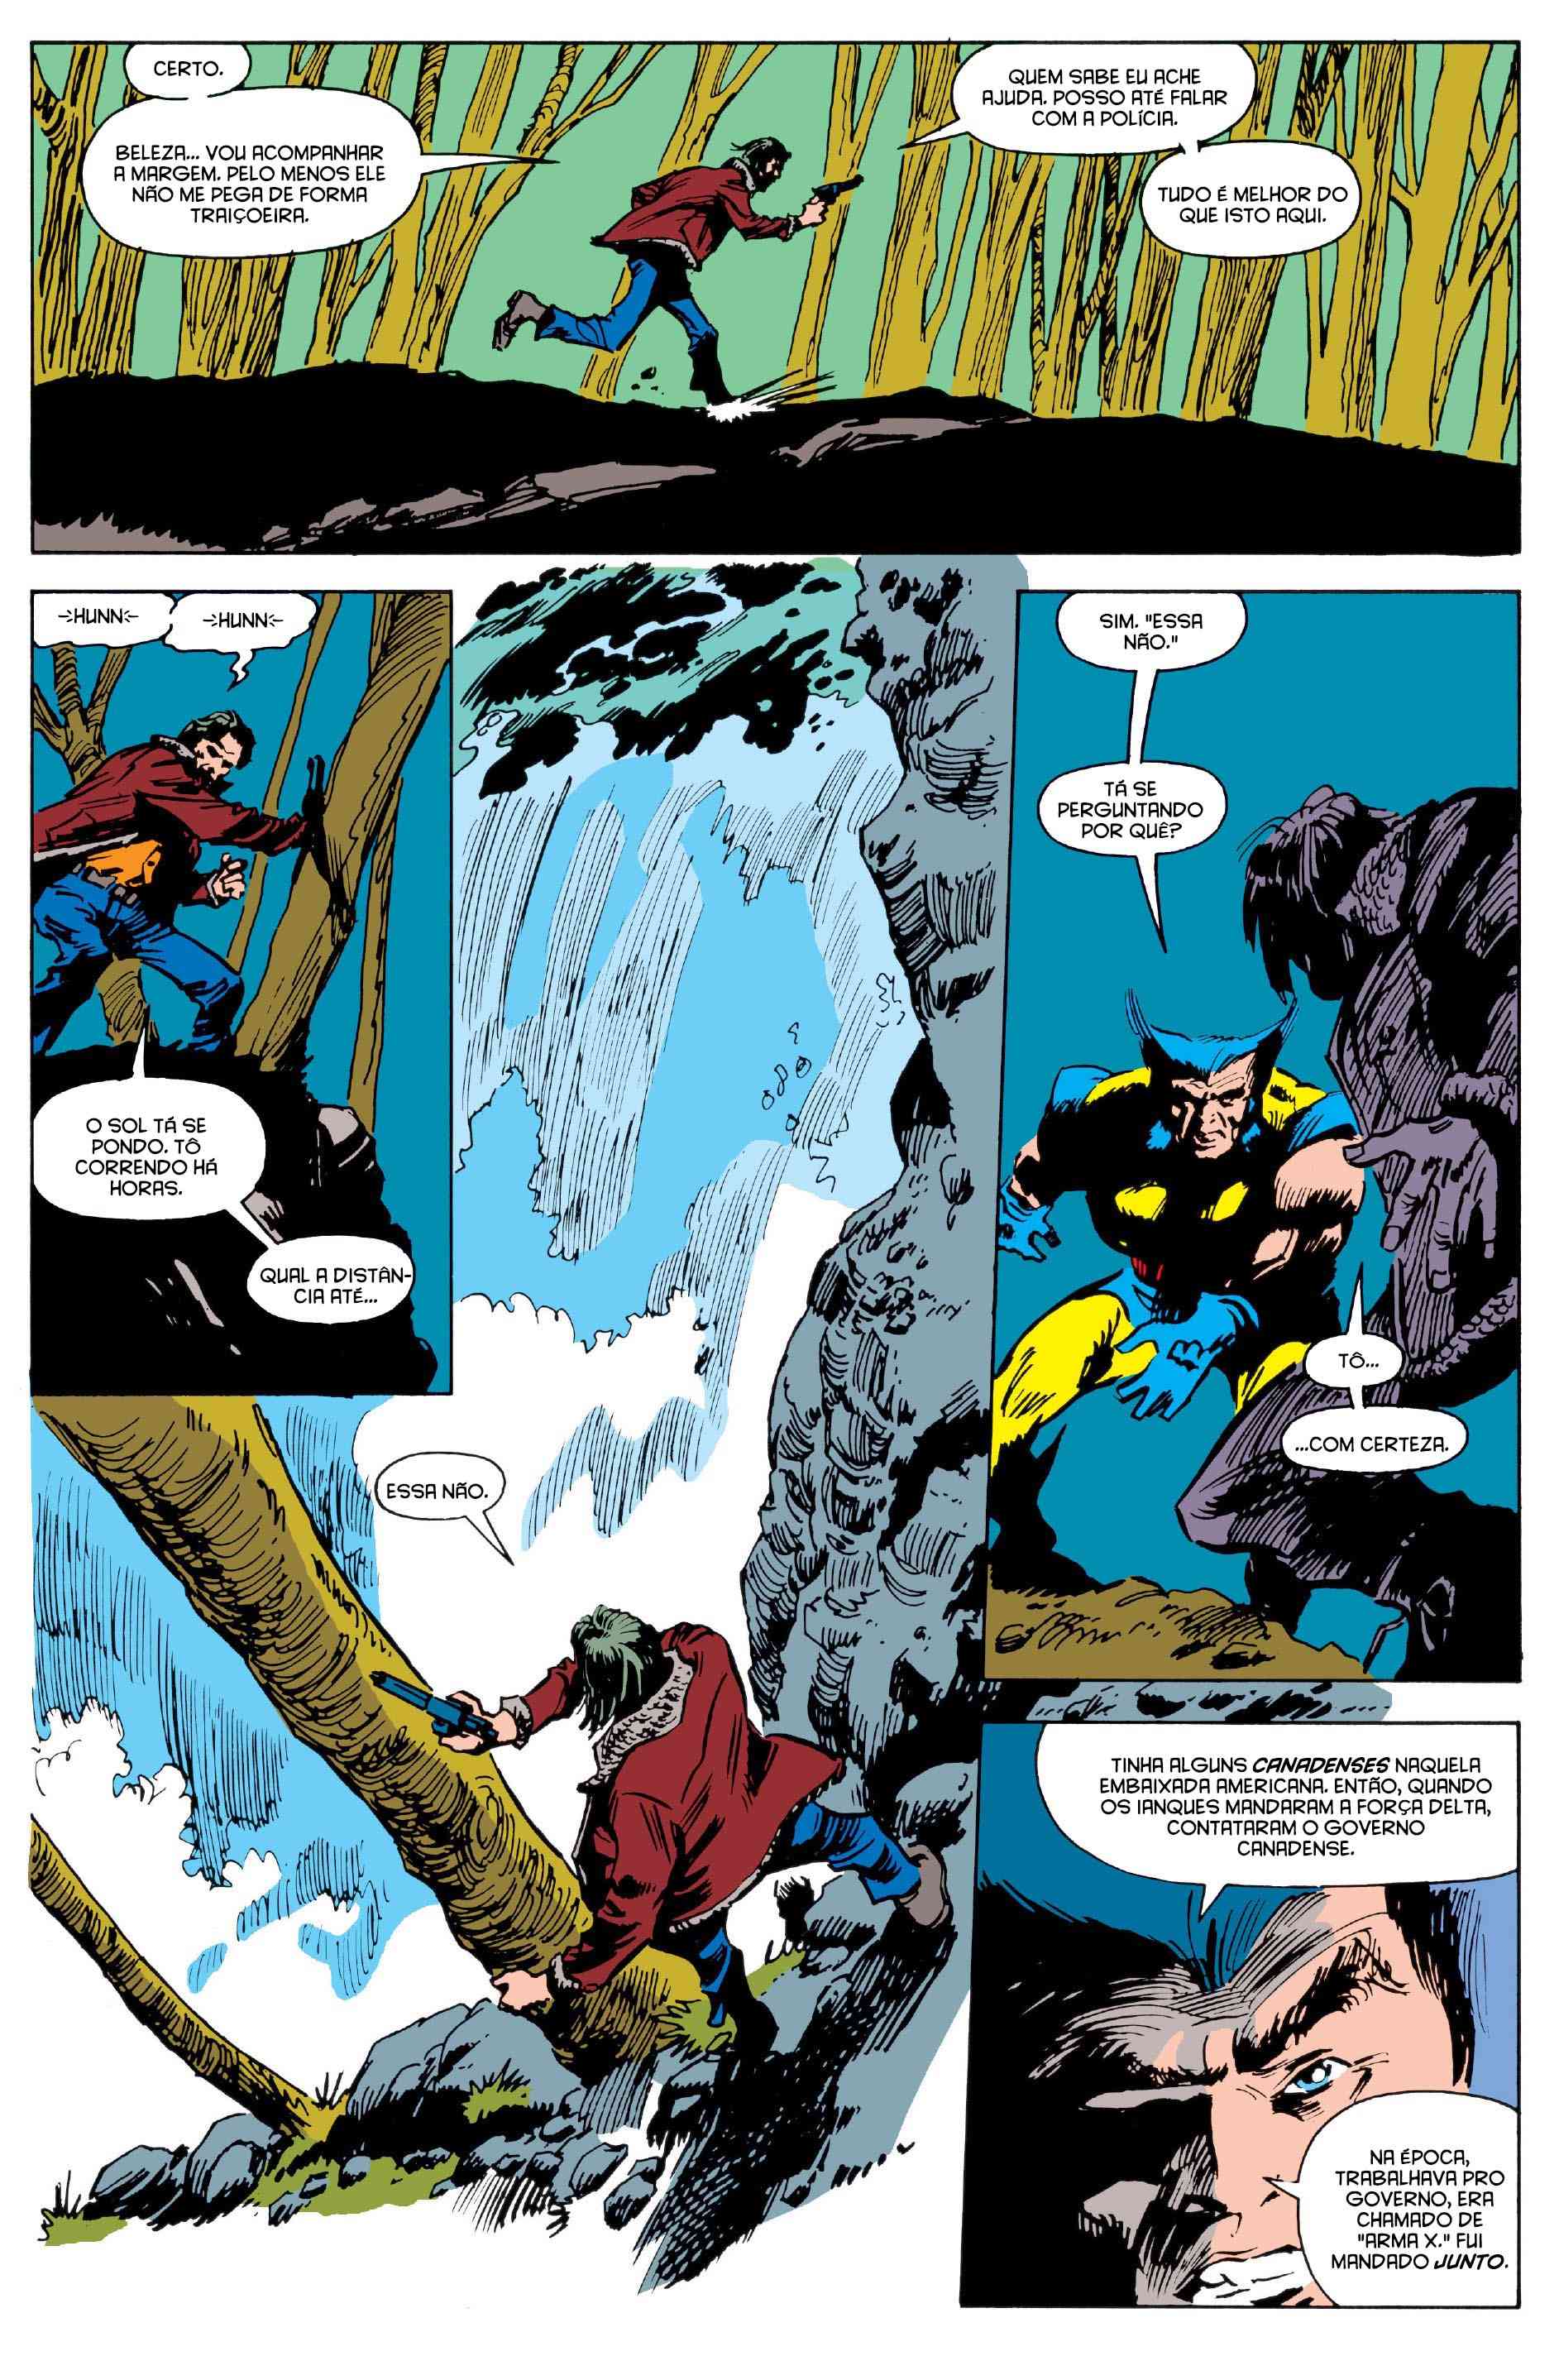 CERTO.
BELEZA... VOU ACOMPANHAR
A MARGEM. PELO MENOS ELE
NÃO ME PEGA DE FORMA
TRAIÇOEIRA.
QUEM SABE EU ACHE
AJUDA. POSSO ATÉ FALAR
COM A POLÍCIA.
TUDO É MELHOR DO
QUE ISTO AQUI.
HUNN
HUNN
O SOL TÁ SE
PONDO. TÔ
CORRENDO HÁ
HORAS.
QUAL A DISTÂN-
CIA ATÉ...
ESSA NÃO.
SIM. "ESSA
NÃO."
TÁ SE
PERGUNTANDO
POR QUÊ?
TÔ...
...COM CERTEZA.
TINHA ALGUNS CANADENSES NAQUELA
EMBAIXADA AMERICANA. ENTÃO, QUANDO
OS IANQUES MANDARAM A FORÇA DELTA,
CONTATARAM O GOVERNO
CANADENSE.
NA ÉPOCA,
TRABALHAVA PRO
GOVERNO, ERA
CHAMADO DE
"ARMA X." FUI
MANDADO JUNTO.